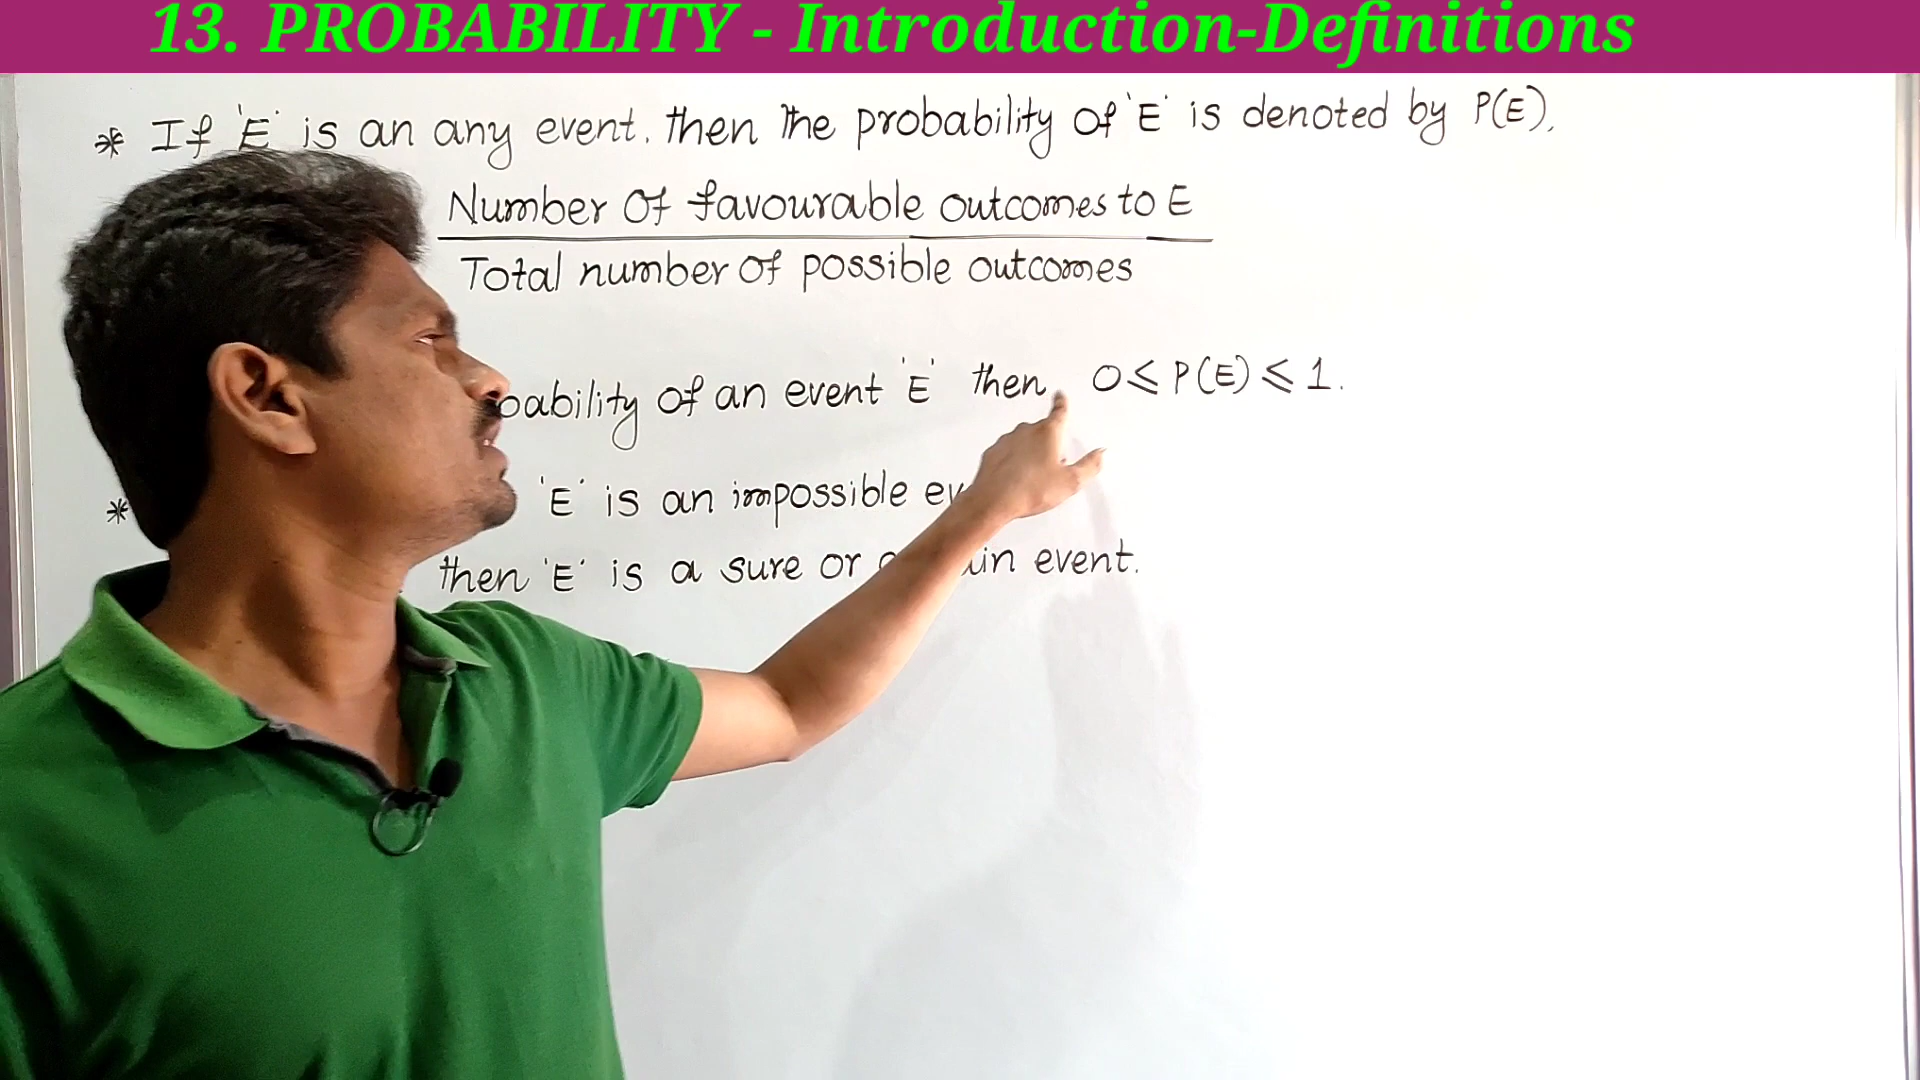 13. PROBABILITY - Introduction-Definitions
* If 'E' is an any event. then the probability of 'E' is denoted by P(E).
Number of favourable outcomes to E
Total number of possible outcomes
of an event 'E' then, 0 ⩽ P(E) ⩽ 1.
* 'E' is an impossible
then 'E' is a sure or event.